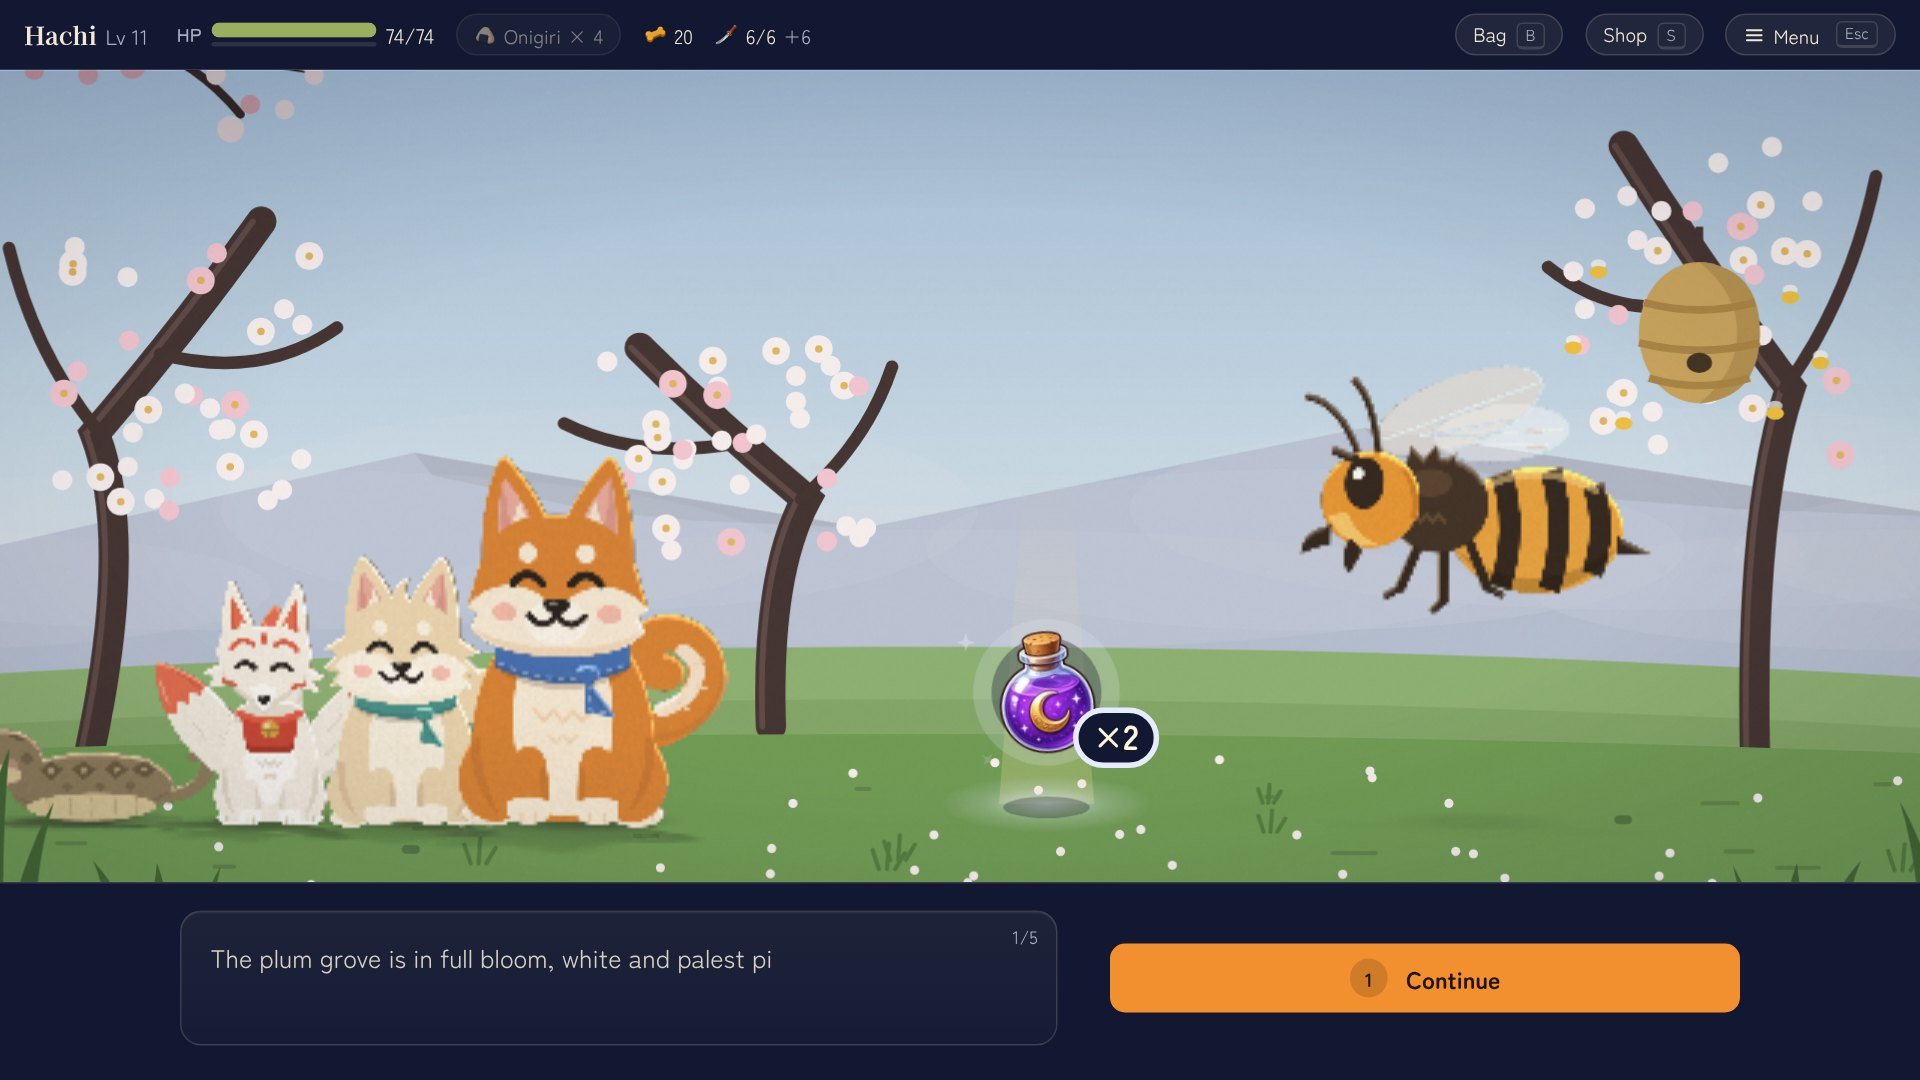 Hachi Lv 11 HP 74/74 Onigiri × 4 20 6/6 +6 Bag B Shop S Menu Esc
×2
1/5
The plum grove is in full bloom, white and palest pi
1 Continue